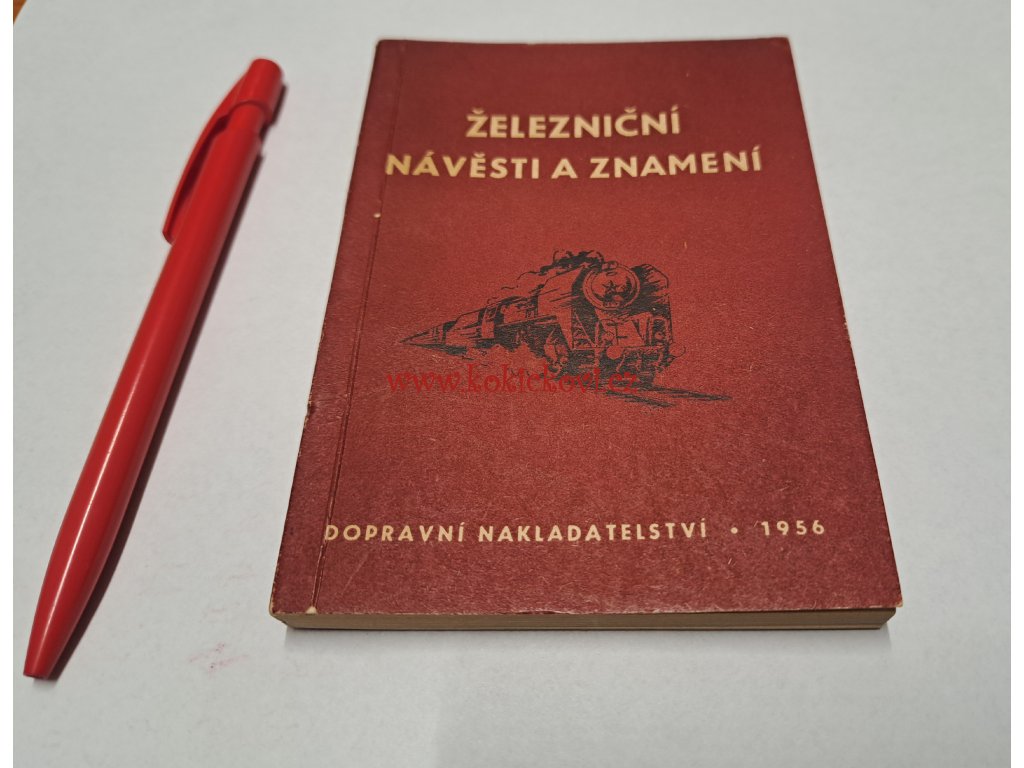 ŽELEZNIČNÍ
NÁVĚSTI A ZNAMENÍ
www.kokickovi.cz
DOPRAVNÍ NAKLADATELSTVÍ • 1956